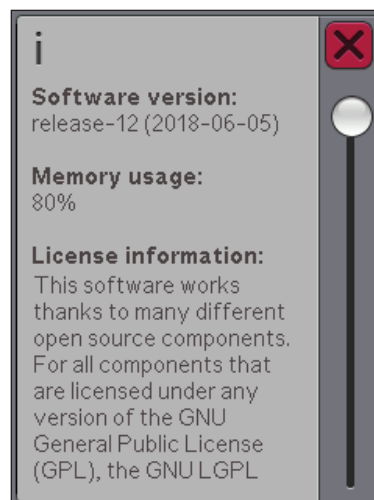 i
Software version:
release-12 (2018-06-05)
Memory usage:
80%
License information:
This software works
thanks to many different
open source components.
For all components that
are licensed under any
version of the GNU
General Public License
(GPL), the GNU LGPL